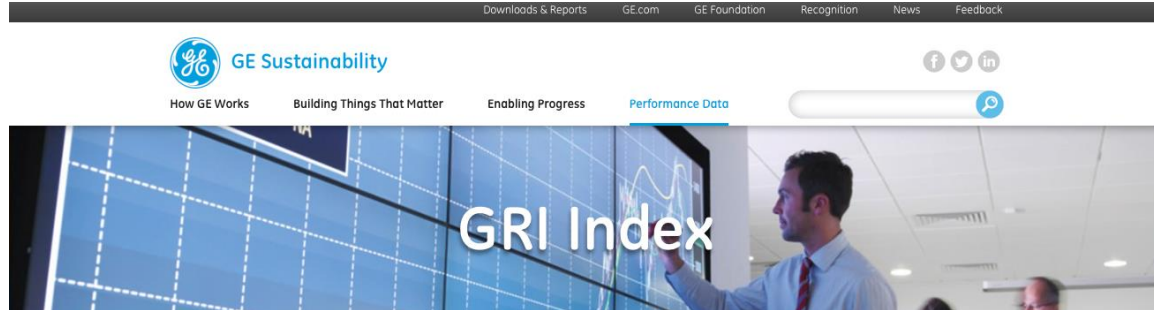 Downloads & Reports GE.com GE Foundation Recognition News Feedback
GE Sustainability
How GE Works Building Things That Matter Enabling Progress Performance Data
NA
GRI Index